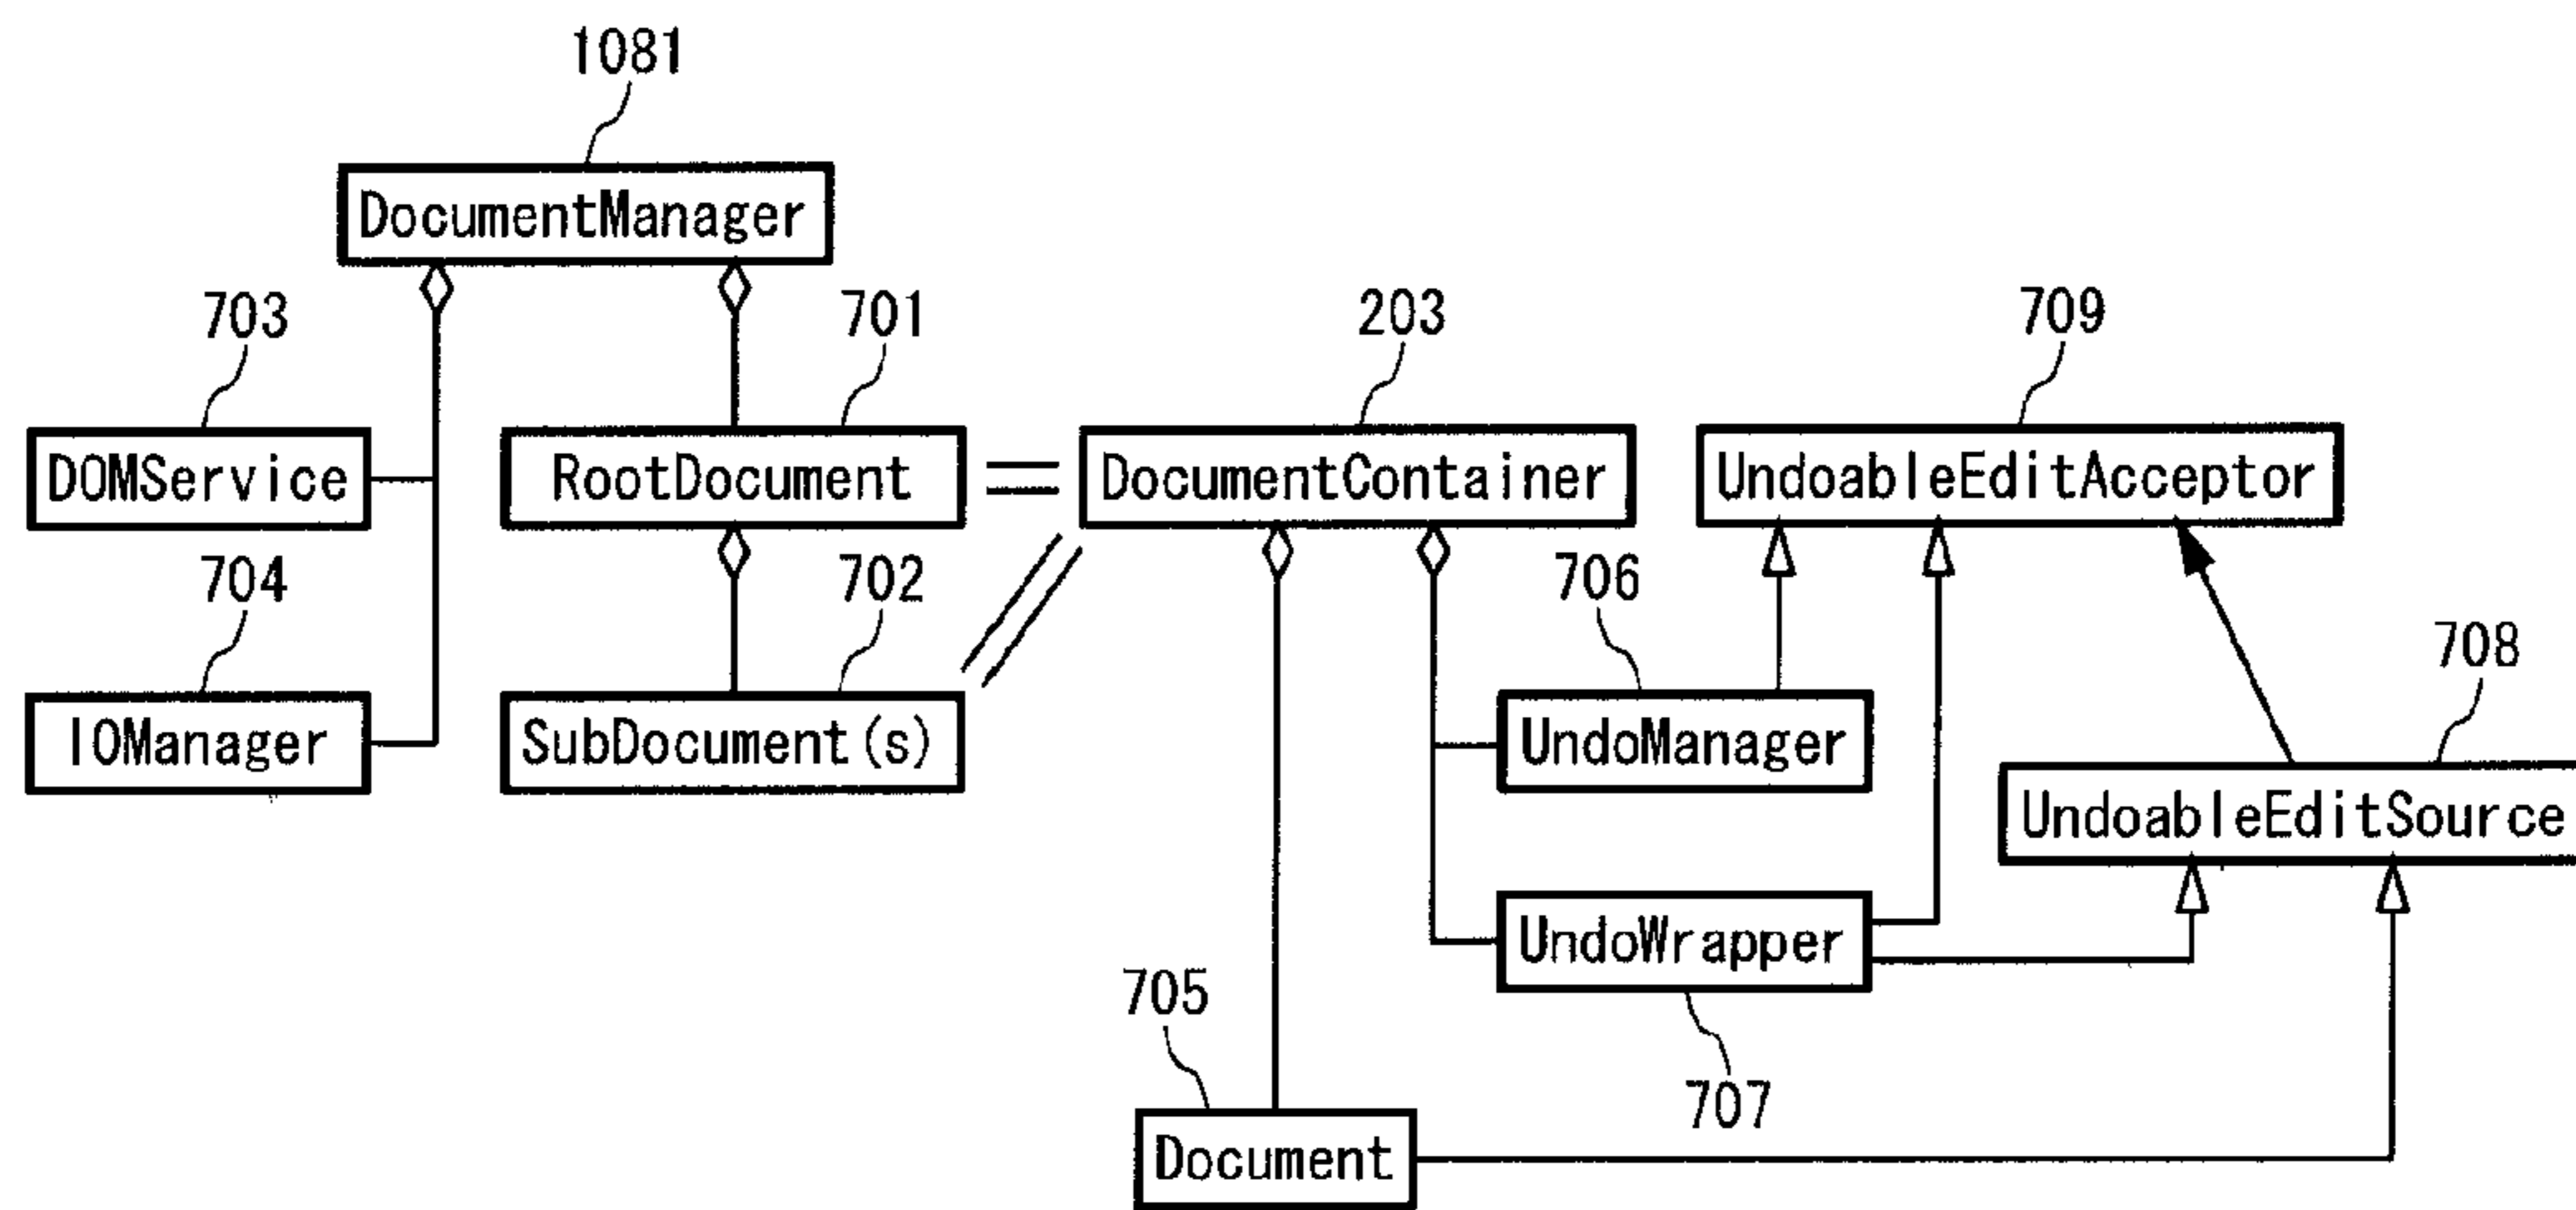 1081
DocumentManager
703
701
203
709
DOMService
RootDocument
DocumentContainer
UndoableEditAcceptor
704
702
706
708
IOManager
SubDocument(s)
UndoManager
UndoableEditSource
UndoWrapper
705
707
Document